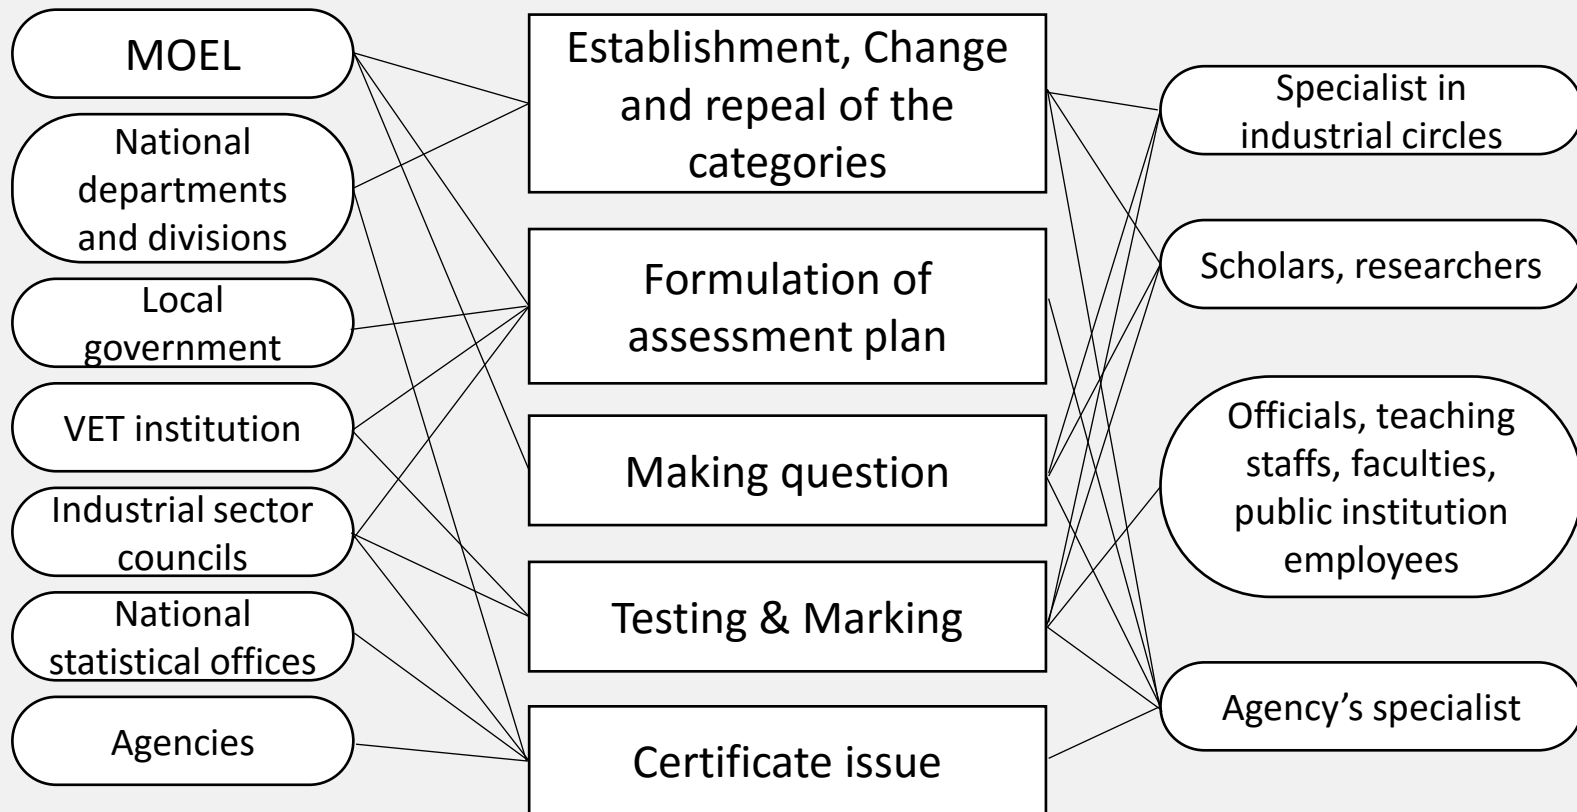 MOEL
National
departments
and divisions
Local
government
VET institution
Industrial sector
councils
National
statistical offices
Agencies
Establishment, Change
and repeal of the
categories
Formulation of
assessment plan
Making question
Testing & Marking
Certificate issue
Specialist in
industrial circles
Scholars, researchers
Officials, teaching
staffs, faculties,
public institution
employees
Agency’s specialist